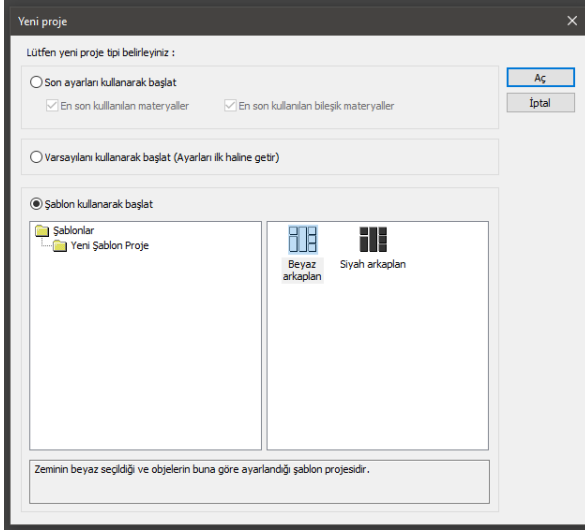 Yeni proje
Lütfen yeni proje tipi belirleyiniz :
Son ayarları kullanarak başlat
En son kulllanılan materyaller
En son kullanılan bileşik materyaller
Aç
İptal
Varsayılanı kullanarak başlat (Ayarları ilk haline getir)
Şablon kullanarak başlat
Şablonlar
Yeni Şablon Proje
Beyaz
arkaplan
Siyah arkaplan
Zeminin beyaz seçildiği ve objelerin buna göre ayarlandığı şablon projesidir.